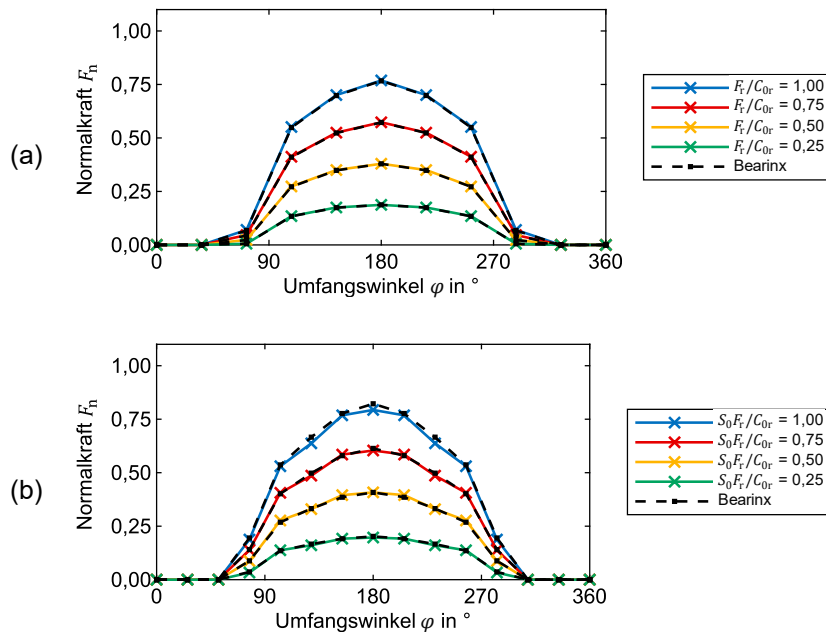 (a)
Normalkraft Fn
1,00
0,75
0,50
0,25
0,00
0 90 180 270 360
Umfangswinkel φ in °
Fr/C0r = 1,00
Fr/C0r = 0,75
Fr/C0r = 0,50
Fr/C0r = 0,25
Bearinx
(b)
Normalkraft Fn
1,00
0,75
0,50
0,25
0,00
0 90 180 270 360
Umfangswinkel φ in °
S0Fr/C0r = 1,00
S0Fr/C0r = 0,75
S0Fr/C0r = 0,50
S0Fr/C0r = 0,25
Bearinx